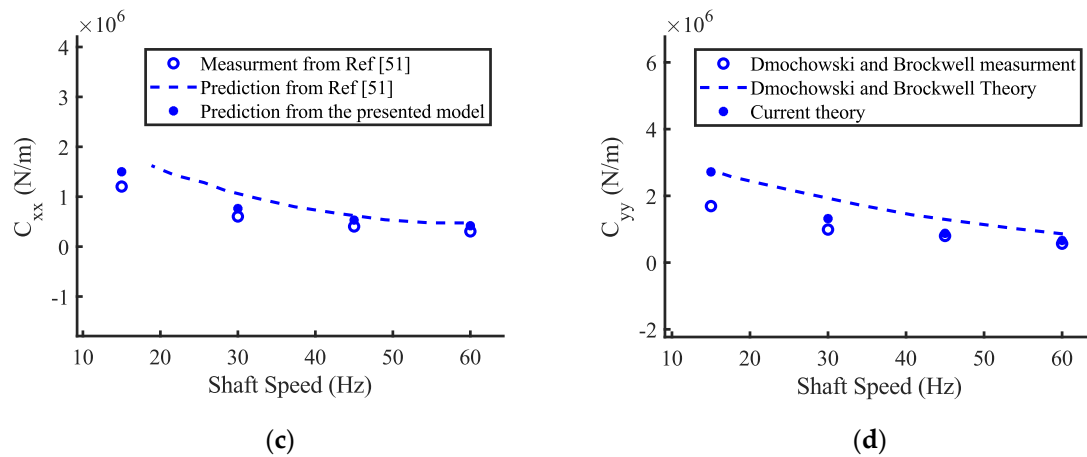 ×10⁶
4
3
2
1
0
-1
C_xx (N/m)
Measurment from Ref [51]
Prediction from Ref [51]
Prediction from the presented model
10 20 30 40 50 60
Shaft Speed (Hz)
(c)
×10⁶
6
4
2
0
-2
C_yy (N/m)
Dmochowski and Brockwell measurment
Dmochowski and Brockwell Theory
Current theory
10 20 30 40 50 60
Shaft Speed (Hz)
(d)